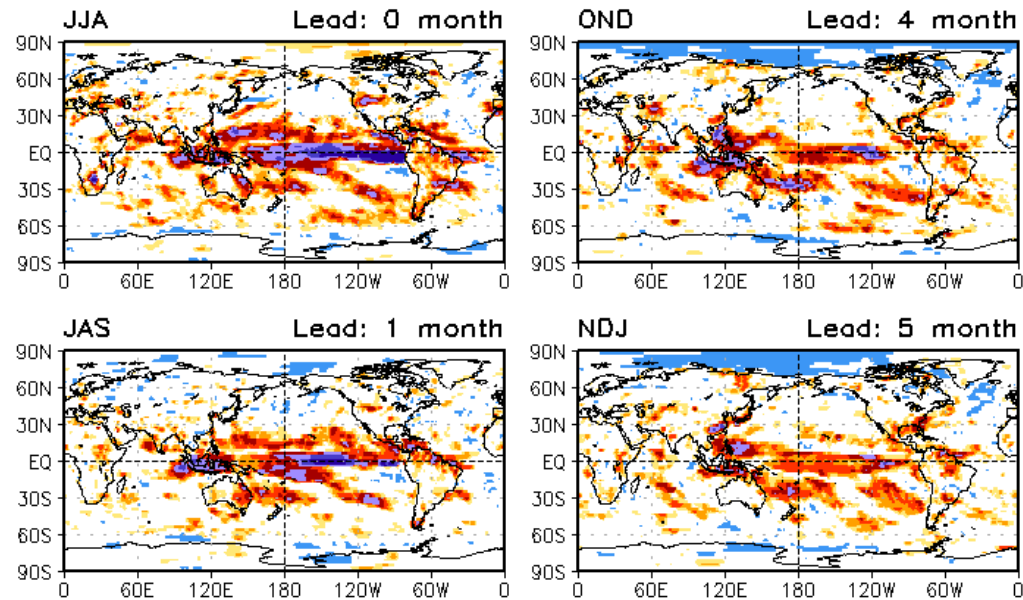 JJA Lead: 0 month
90N
60N
30N
EQ
30S
60S
90S
0 60E 120E 180 120W 60W 0
OND Lead: 4 month
90N
60N
30N
EQ
30S
60S
90S
0 60E 120E 180 120W 60W 0
JAS Lead: 1 month
90N
60N
30N
EQ
30S
60S
90S
0 60E 120E 180 120W 60W 0
NDJ Lead: 5 month
90N
60N
30N
EQ
30S
60S
90S
0 60E 120E 180 120W 60W 0